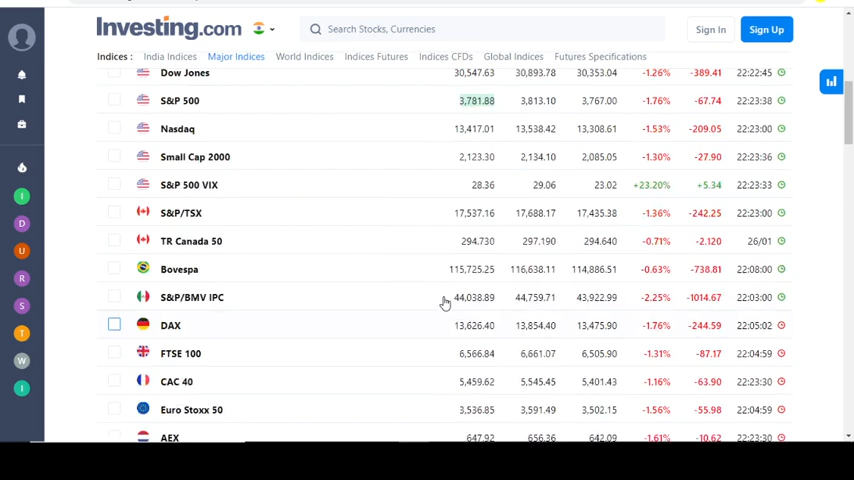 Investing.com Search Stocks, Currencies Sign In Sign Up
Indices : India Indices Major Indices World Indices Indices Futures Indices CFDs Global Indices Futures Specifications
Dow Jones 30,547.63 30,893.78 30,353.04 -1.26% -389.41 22:22:45
S&P 500 3,781.88 3,813.10 3,767.00 -1.76% -67.74 22:23:38
Nasdaq 13,417.01 13,538.42 13,308.61 -1.53% -209.05 22:23:00
Small Cap 2000 2,123.30 2,134.10 2,085.05 -1.30% -27.90 22:23:36
S&P 500 VIX 28.36 29.06 23.02 +23.20% +5.34 22:23:33
S&P/TSX 17,537.16 17,688.17 17,435.38 -1.36% -242.25 22:23:00
TR Canada 50 294.730 297.190 294.640 -0.71% -2.120 26/01
Bovespa 115,725.25 116,638.11 114,886.51 -0.63% -738.81 22:08:00
S&P/BMV IPC 44,038.89 44,759.71 43,922.99 -2.25% -1014.67 22:03:00
DAX 13,626.40 13,854.40 13,475.90 -1.76% -244.59 22:05:02
FTSE 100 6,566.84 6,661.07 6,505.90 -1.31% -87.17 22:04:59
CAC 40 5,459.62 5,545.45 5,401.43 -1.16% -63.90 22:23:30
Euro Stoxx 50 3,536.85 3,591.49 3,502.15 -1.56% -55.98 22:04:59
AEX 647.92 656.36 642.09 -1.61% -10.62 22:23:30
I
D
U
R
S
T
W
I